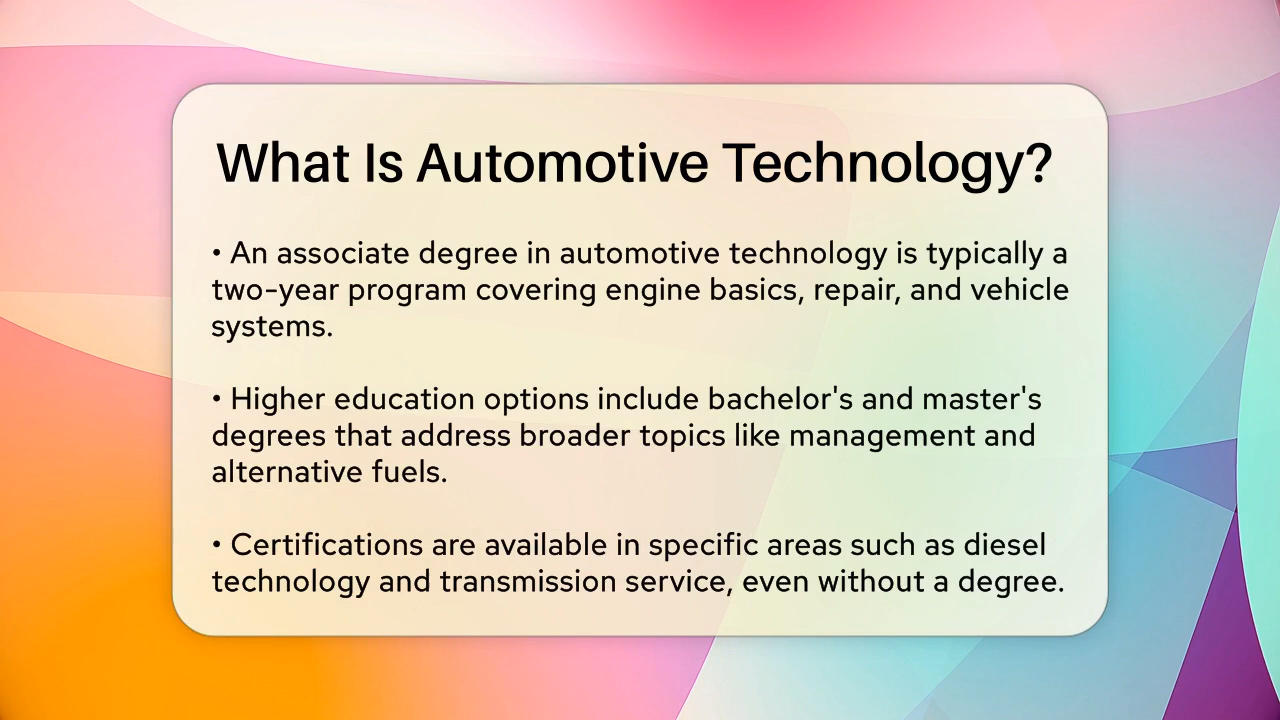 What Is Automotive Technology?
• An associate degree in automotive technology is typically a
two-year program covering engine basics, repair, and vehicle
systems.
• Higher education options include bachelor's and master's
degrees that address broader topics like management and
alternative fuels.
• Certifications are available in specific areas such as diesel
technology and transmission service, even without a degree.